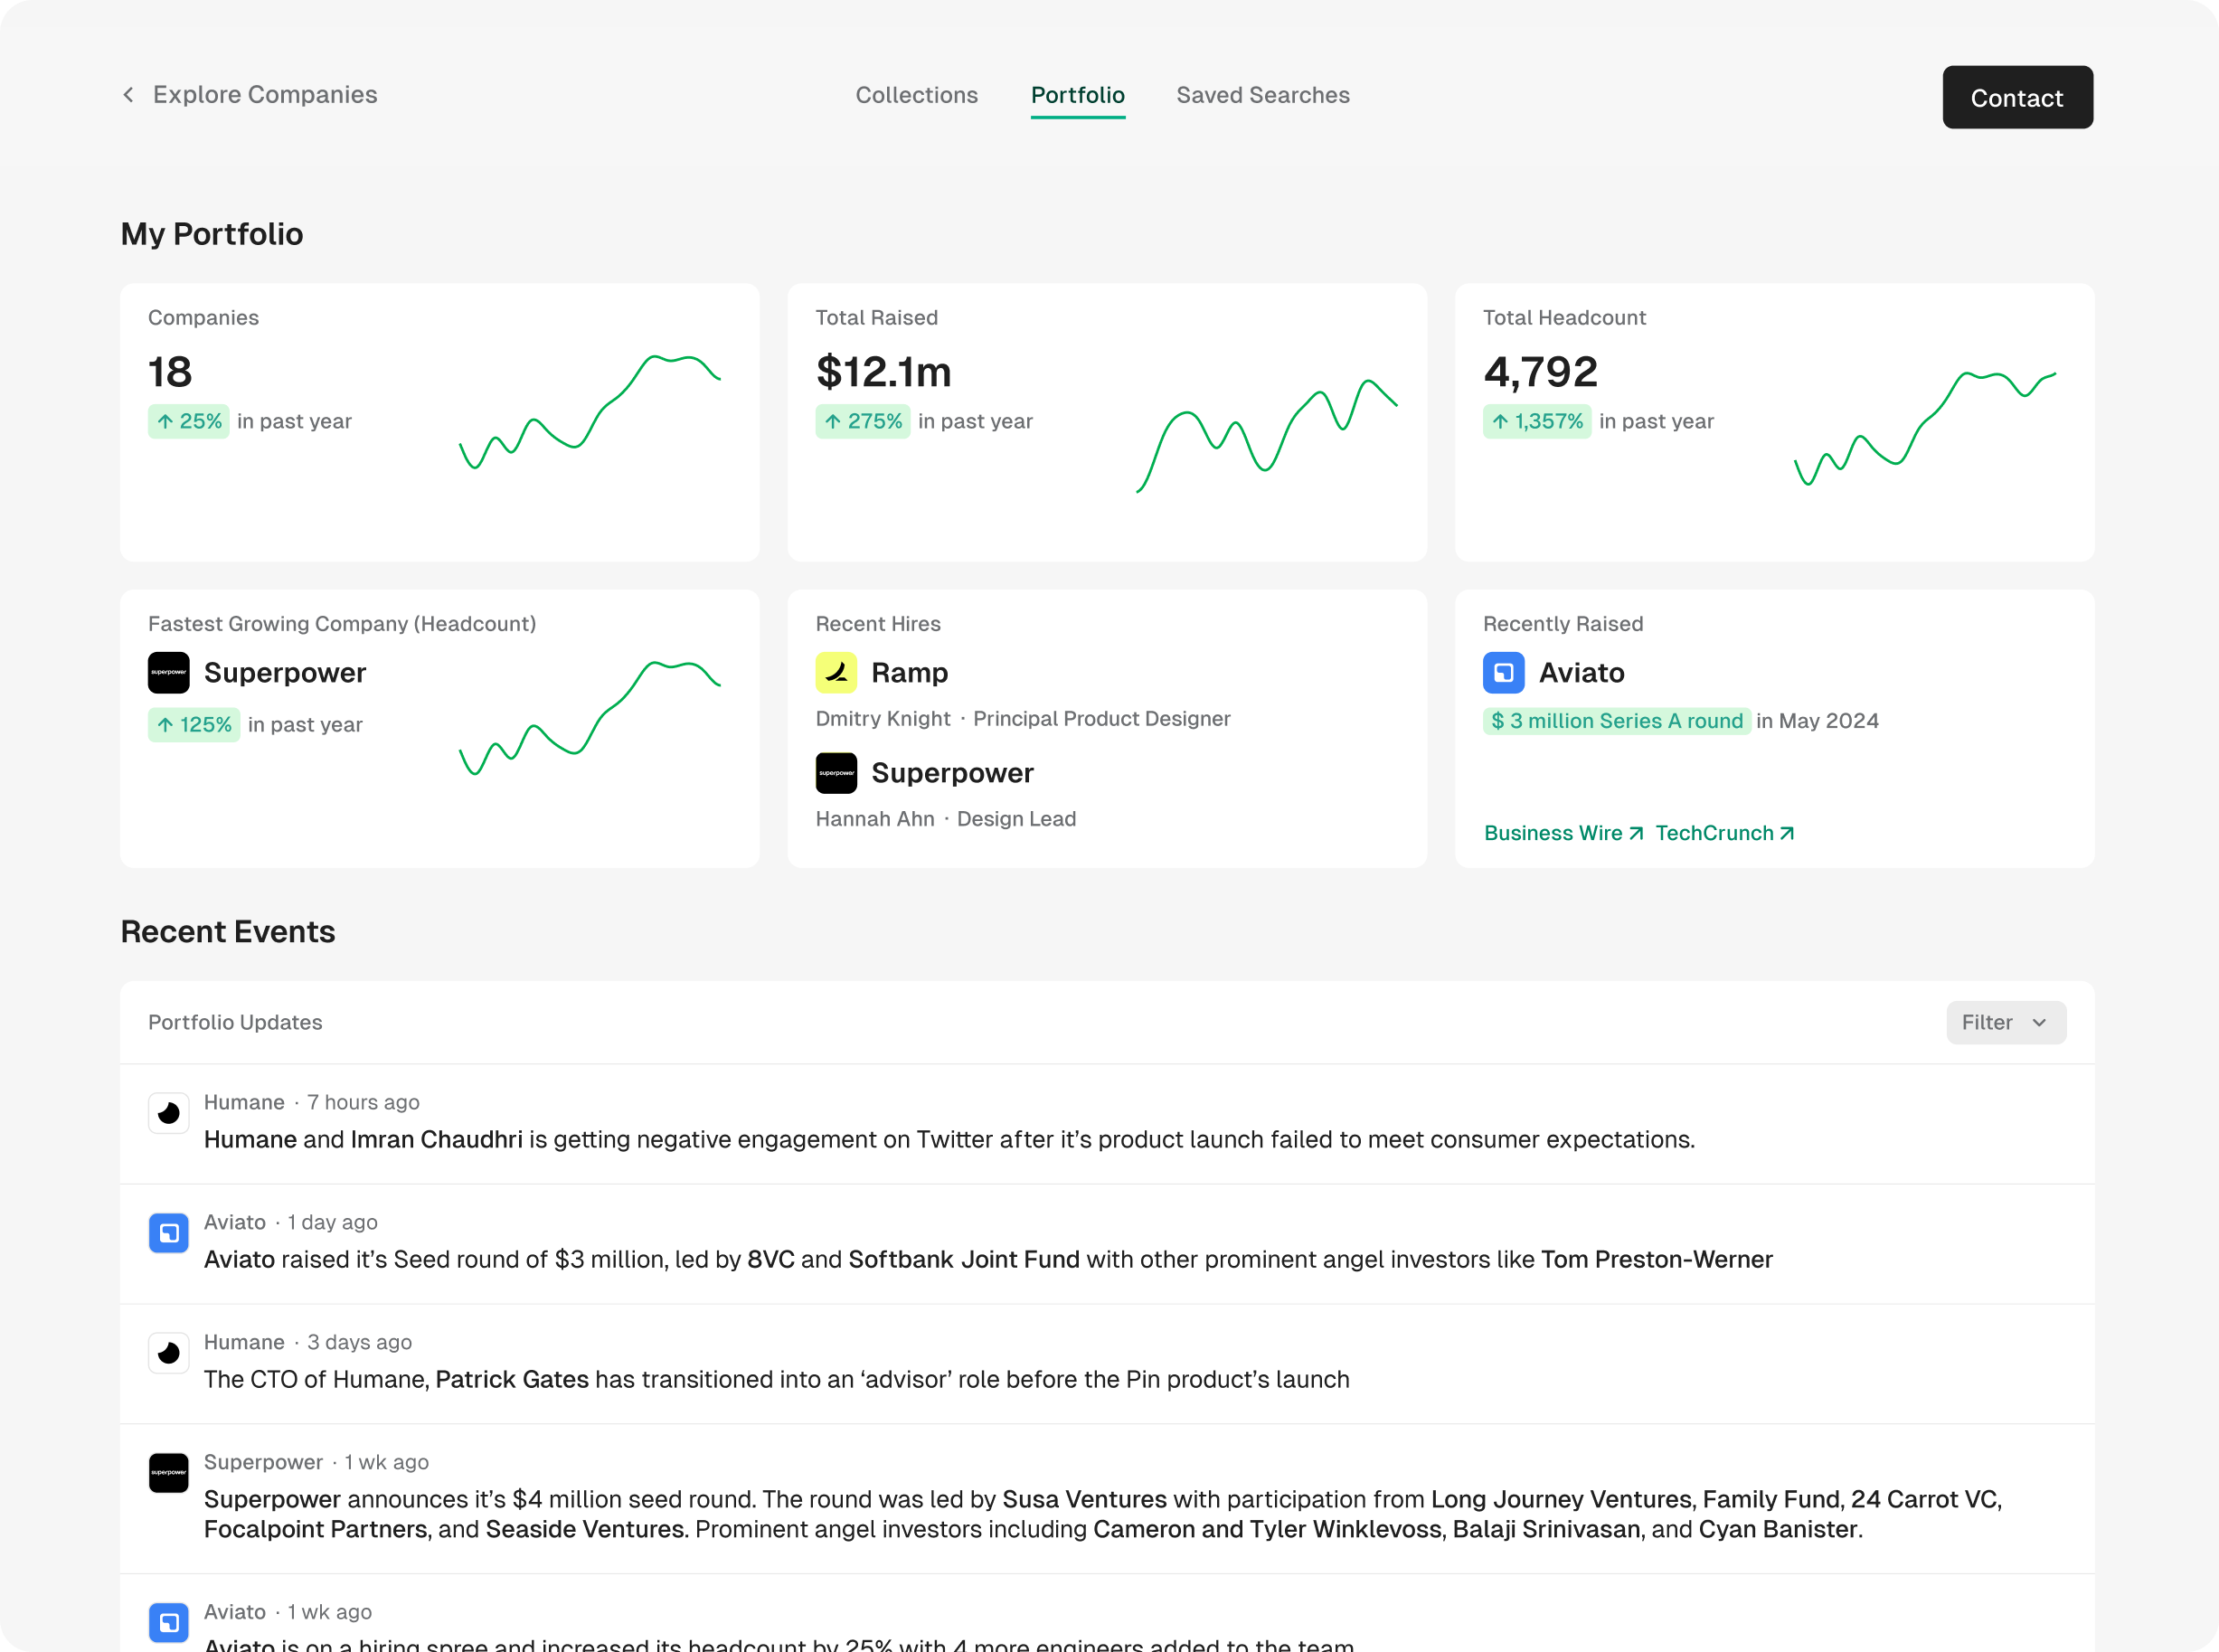 Explore Companies
Collections
Portfolio
Saved Searches
Contact
My Portfolio
Companies
18
↑ 25% in past year
Total Raised
$12.1m
↑ 275% in past year
Total Headcount
4,792
↑ 1,357% in past year
Fastest Growing Company (Headcount)
superpower
Superpower
↑ 125% in past year
Recent Hires
Ramp
Dmitry Knight · Principal Product Designer
superpower
Superpower
Hannah Ahn · Design Lead
Recently Raised
Aviato
$ 3 million Series A round in May 2024
Business Wire
TechCrunch
Recent Events
Portfolio Updates
Filter
Humane · 7 hours ago
Humane and Imran Chaudhri is getting negative engagement on Twitter after it’s product launch failed to meet consumer expectations.
Aviato · 1 day ago
Aviato raised it’s Seed round of $3 million, led by 8VC and Softbank Joint Fund with other prominent angel investors like Tom Preston-Werner
Humane · 3 days ago
The CTO of Humane, Patrick Gates has transitioned into an ‘advisor’ role before the Pin product’s launch
superpower
Superpower · 1 wk ago
Superpower announces it’s $4 million seed round. The round was led by Susa Ventures with participation from Long Journey Ventures, Family Fund, 24 Carrot VC,
Focalpoint Partners, and Seaside Ventures. Prominent angel investors including Cameron and Tyler Winklevoss, Balaji Srinivasan, and Cyan Banister.
Aviato · 1 wk ago
Aviato is on a hiring spree and increased its headcount by 25% with 4 more engineers added to the team